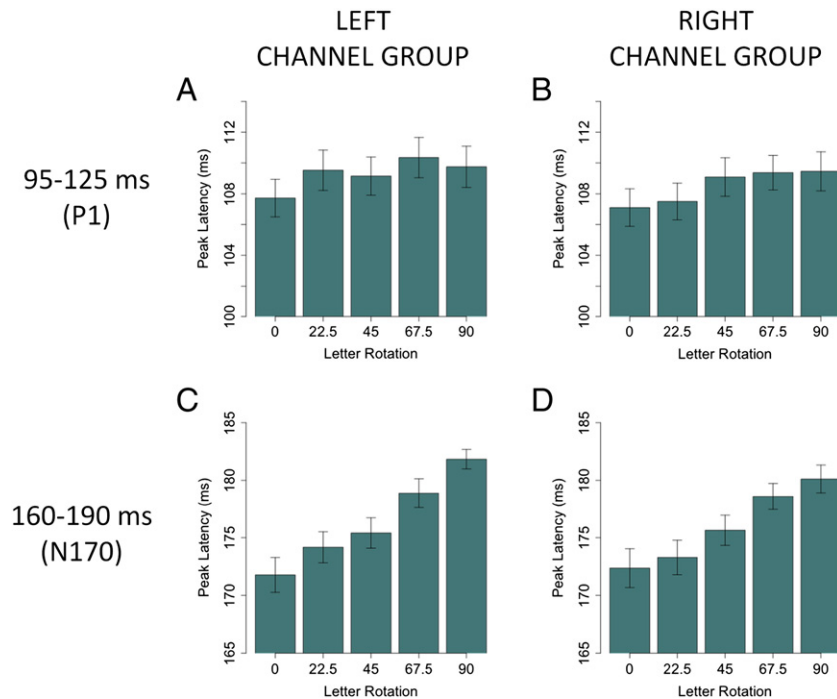 LEFT
CHANNEL GROUP
RIGHT
CHANNEL GROUP
95-125 ms
(P1)
A
Peak Latency (ms)
112
108
104
100
0 22.5 45 67.5 90
Letter Rotation
B
Peak Latency (ms)
112
108
104
100
0 22.5 45 67.5 90
Letter Rotation
160-190 ms
(N170)
C
Peak Latency (ms)
185
180
175
170
165
0 22.5 45 67.5 90
Letter Rotation
D
Peak Latency (ms)
185
180
175
170
165
0 22.5 45 67.5 90
Letter Rotation